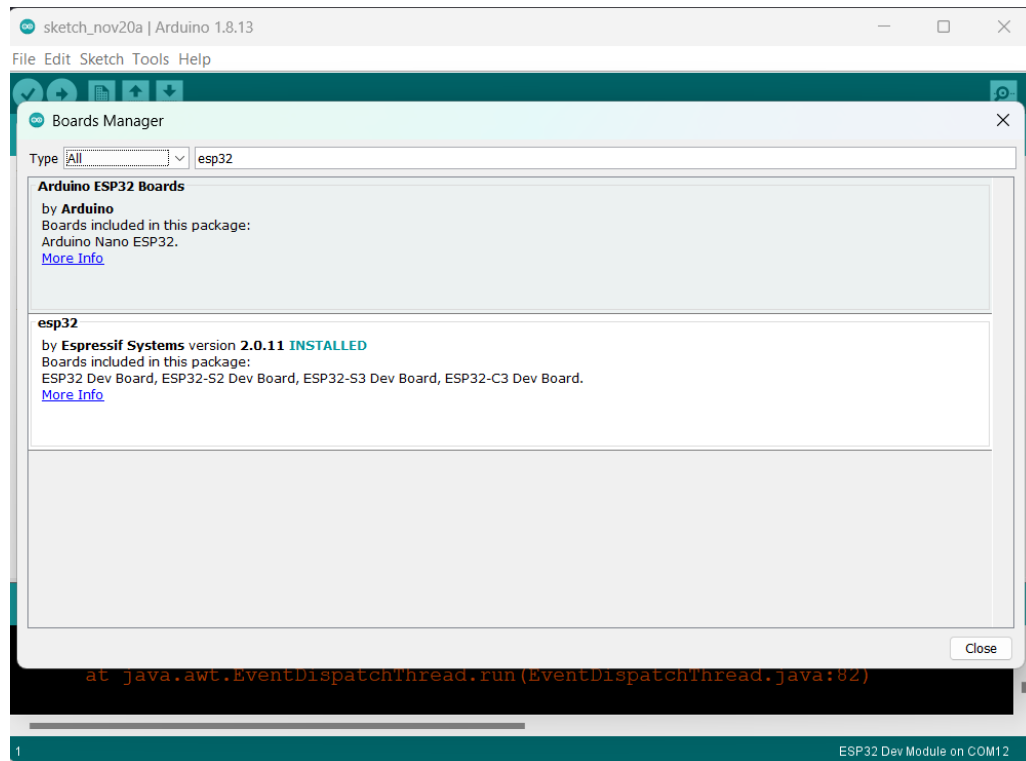 sketch_nov20a | Arduino 1.8.13
File Edit Sketch Tools Help
Boards Manager
Type All esp32
Arduino ESP32 Boards
by Arduino
Boards included in this package:
Arduino Nano ESP32.
More Info
esp32
by Espressif Systems version 2.0.11 INSTALLED
Boards included in this package:
ESP32 Dev Board, ESP32-S2 Dev Board, ESP32-S3 Dev Board, ESP32-C3 Dev Board.
More Info
Close
at java.awt.EventDispatchThread.run(EventDispatchThread.java:82)
1 ESP32 Dev Module on COM12